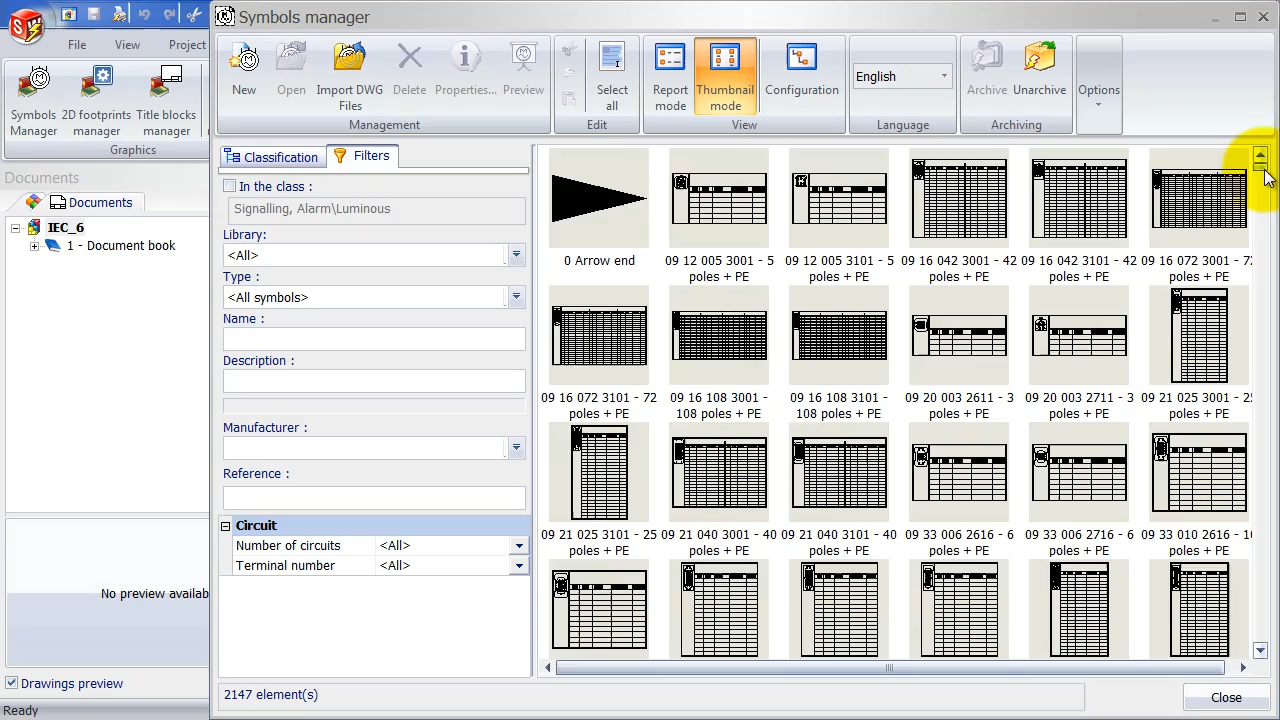 Symbols manager
File
View
Project
New
Open
Import DWG
Files
Delete
Properties...
Preview
Select
all
Report
mode
Thumbnail
mode
Configuration
English
Archive
Unarchive
Options
Symbols
Manager
2D footprints
manager
Title blocks
manager
Management
Edit
View
Language
Archiving
Graphics
Documents
Documents
IEC_6
1 - Document book
No preview availab
Drawings preview
Ready
Classification
Filters
In the class :
Signalling, Alarm\Luminous
Library:
<All>
Type :
<All symbols>
Name :
Description :
Manufacturer :
Reference :
Circuit
Number of circuits <All>
Terminal number <All>
0 Arrow end
09 12 005 3001 - 5
poles + PE
09 12 005 3101 - 5
poles + PE
09 16 042 3001 - 42
poles + PE
09 16 042 3101 - 42
poles + PE
09 16 072 3001 - 72
poles + PE
09 16 072 3101 - 72
poles + PE
09 16 108 3001 -
108 poles + PE
09 16 108 3101 -
108 poles + PE
09 20 003 2611 - 3
poles + PE
09 20 003 2711 - 3
poles + PE
09 21 025 3001 - 25
poles + PE
09 21 025 3101 - 25
poles + PE
09 21 040 3001 - 40
poles + PE
09 21 040 3101 - 40
poles + PE
09 33 006 2616 - 6
poles + PE
09 33 006 2716 - 6
poles + PE
09 33 010 2616 - 10
poles + PE
2147 element(s)
Close